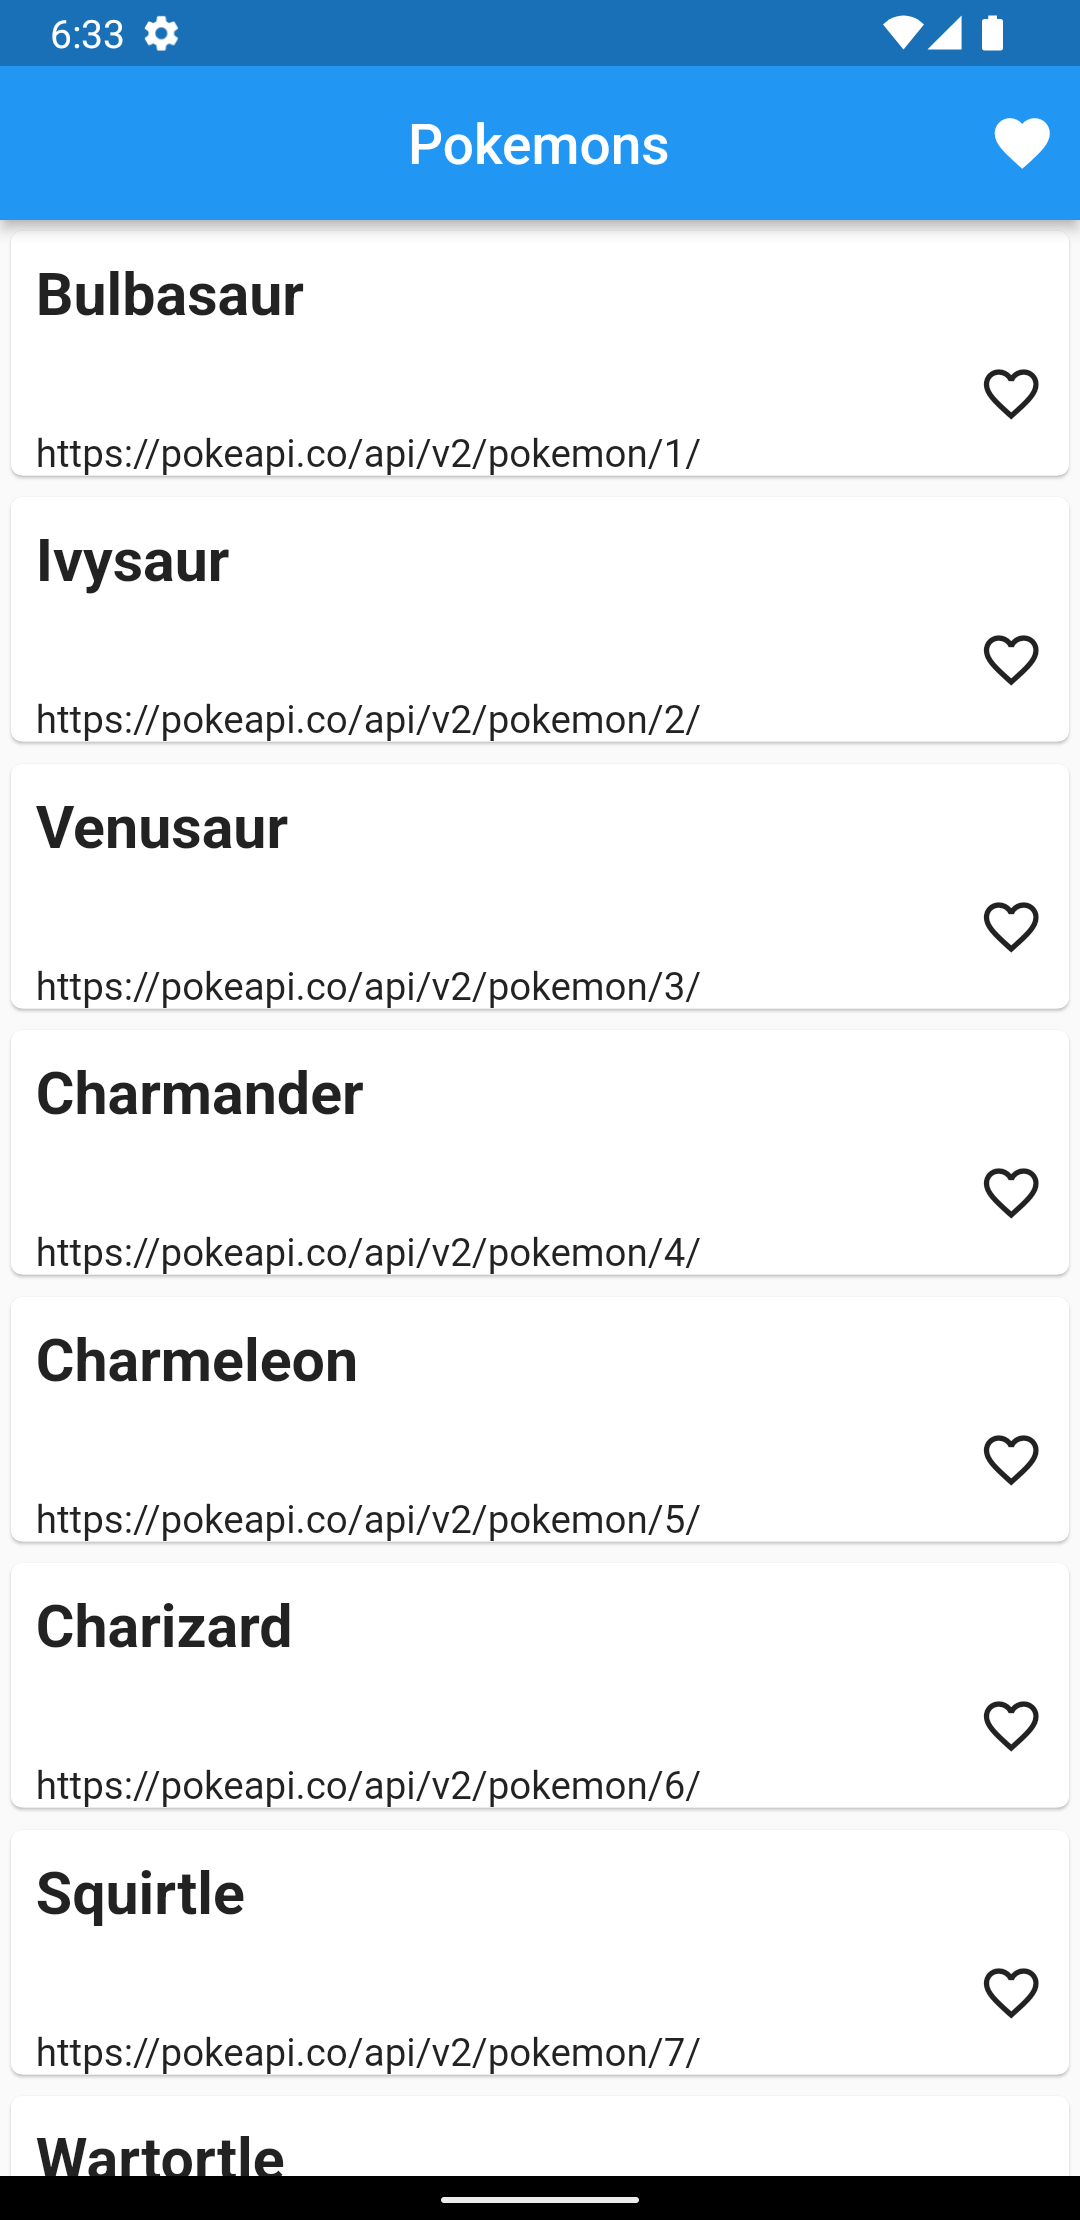 6:33
Pokemons
Bulbasaur
https://pokeapi.co/api/v2/pokemon/1/
Ivysaur
https://pokeapi.co/api/v2/pokemon/2/
Venusaur
https://pokeapi.co/api/v2/pokemon/3/
Charmander
https://pokeapi.co/api/v2/pokemon/4/
Charmeleon
https://pokeapi.co/api/v2/pokemon/5/
Charizard
https://pokeapi.co/api/v2/pokemon/6/
Squirtle
https://pokeapi.co/api/v2/pokemon/7/
Wartortle